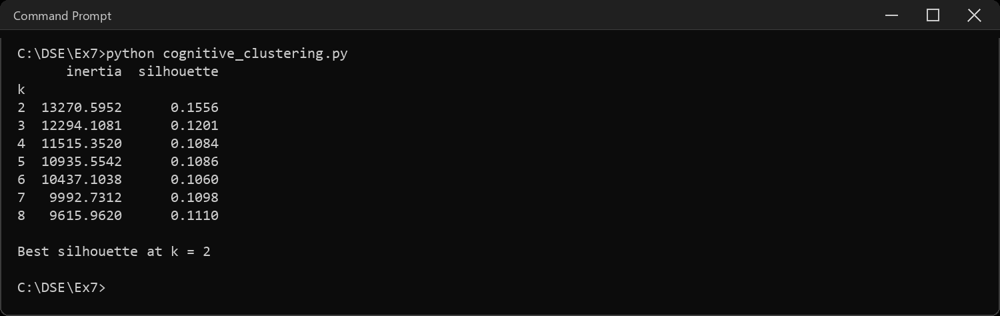 Command Prompt
C:\DSE\Ex7>python cognitive_clustering.py
      inertia  silhouette
k
2  13270.5952      0.1556
3  12294.1081      0.1201
4  11515.3520      0.1084
5  10935.5542      0.1086
6  10437.1038      0.1060
7   9992.7312      0.1098
8   9615.9620      0.1110
Best silhouette at k = 2
C:\DSE\Ex7>